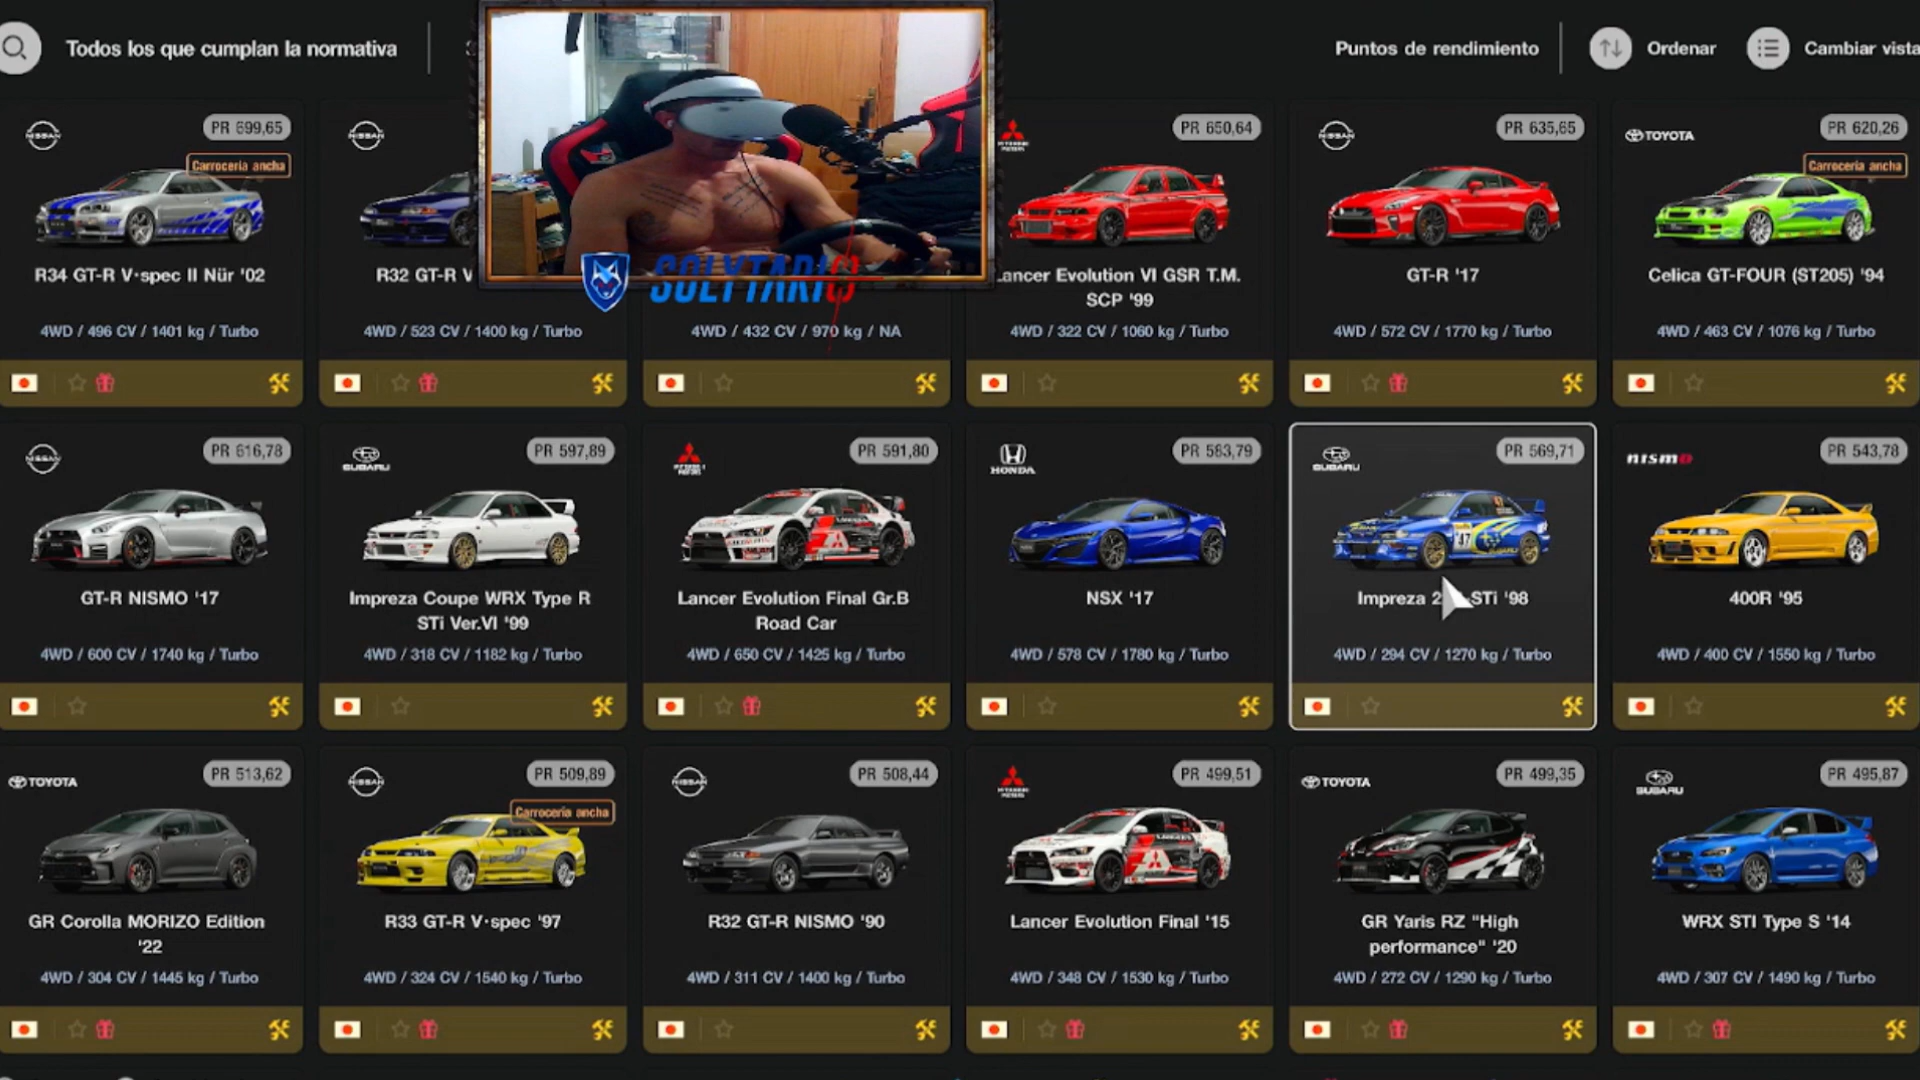 Todos los que cumplan la normativa
Puntos de rendimiento
Ordenar
Cambiar vista
NISSAN
PR 699,65
Carrocería ancha
R34 GT-R V·spec II Nür '02
4WD / 496 CV / 1401 kg / Turbo
NISSAN
R32 GT-R V
4WD / 523 CV / 1400 kg / Turbo
SOLYTARIO
4WD / 432 CV / 970 kg / NA
PR 650,64
Lancer Evolution VI GSR T.M.
SCP '99
4WD / 322 CV / 1060 kg / Turbo
NISSAN
PR 635,65
GT-R '17
4WD / 572 CV / 1770 kg / Turbo
TOYOTA
PR 620,26
Carrocería ancha
Celica GT-FOUR (ST205) '94
4WD / 463 CV / 1076 kg / Turbo
NISSAN
PR 616,78
GT-R NISMO '17
4WD / 600 CV / 1740 kg / Turbo
SUBARU
PR 597,89
Impreza Coupe WRX Type R
STi Ver.VI '99
4WD / 318 CV / 1182 kg / Turbo
PR 591,80
Lancer Evolution Final Gr.B
Road Car
4WD / 650 CV / 1425 kg / Turbo
HONDA
PR 583,79
NSX '17
4WD / 578 CV / 1780 kg / Turbo
SUBARU
PR 569,71
47
Impreza 2 STi '98
4WD / 294 CV / 1270 kg / Turbo
nismo
PR 543,78
400R '95
4WD / 400 CV / 1550 kg / Turbo
TOYOTA
PR 513,62
GR Corolla MORIZO Edition
'22
4WD / 304 CV / 1445 kg / Turbo
NISSAN
PR 509,89
Carrocería ancha
R33 GT-R V·spec '97
4WD / 324 CV / 1540 kg / Turbo
NISSAN
PR 508,44
R32 GT-R NISMO '90
4WD / 311 CV / 1400 kg / Turbo
PR 499,51
Lancer Evolution Final '15
4WD / 348 CV / 1530 kg / Turbo
TOYOTA
PR 499,35
GR Yaris RZ "High
performance" '20
4WD / 272 CV / 1290 kg / Turbo
SUBARU
PR 495,87
WRX STI Type S '14
4WD / 307 CV / 1490 kg / Turbo